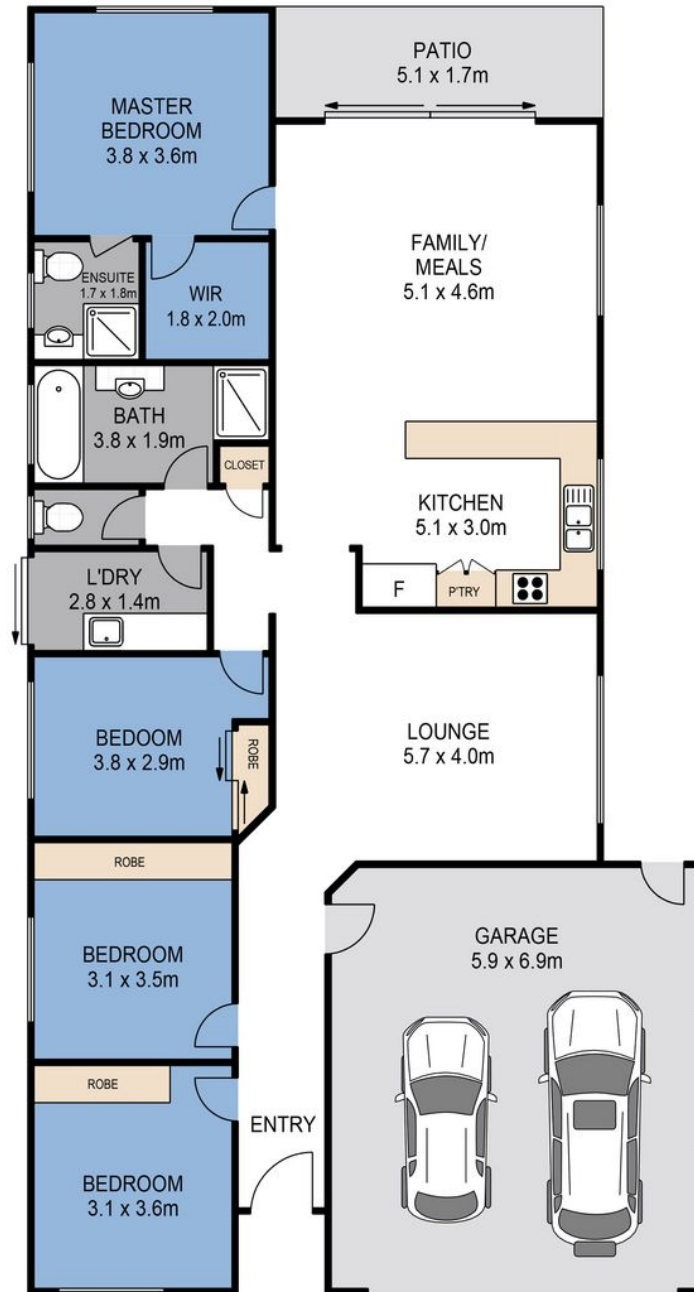 PATIO
5.1 x 1.7m
MASTER
BEDROOM
3.8 x 3.6m
FAMILY/
MEALS
5.1 x 4.6m
ENSUITE
1.7 x 1.8m
WIR
1.8 x 2.0m
BATH
3.8 x 1.9m
CLOSET
KITCHEN
5.1 x 3.0m
F
P'TRY
L'DRY
2.8 x 1.4m
BEDOOM
3.8 x 2.9m
ROBE
LOUNGE
5.7 x 4.0m
ROBE
BEDROOM
3.1 x 3.5m
GARAGE
5.9 x 6.9m
ROBE
BEDROOM
3.1 x 3.6m
ENTRY